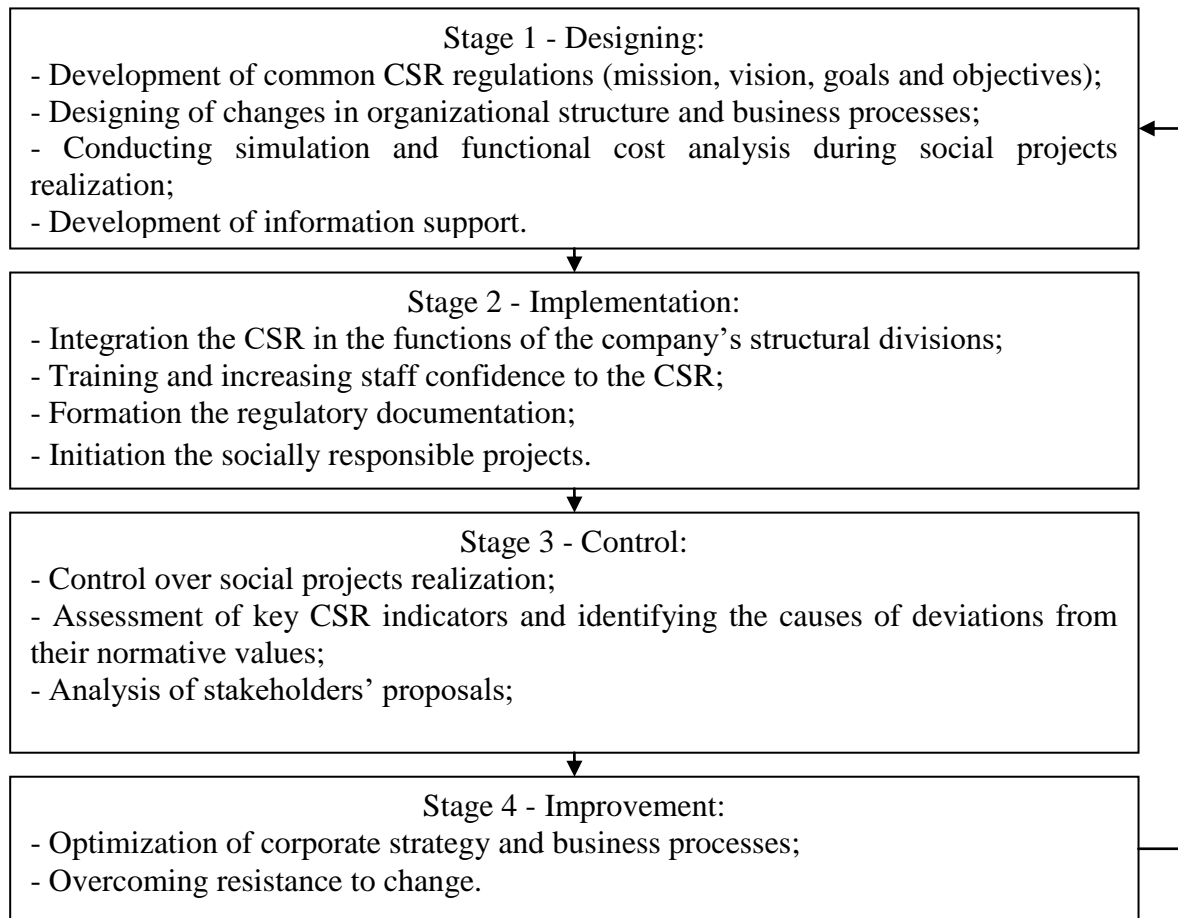 Stage 1 - Designing:
- Development of common CSR regulations (mission, vision, goals and objectives);
- Designing of changes in organizational structure and business processes;
- Conducting simulation and functional cost analysis during social projects
realization;
- Development of information support.
Stage 2 - Implementation:
- Integration the CSR in the functions of the company’s structural divisions;
- Training and increasing staff confidence to the CSR;
- Formation the regulatory documentation;
- Initiation the socially responsible projects.
Stage 3 - Control:
- Control over social projects realization;
- Assessment of key CSR indicators and identifying the causes of deviations from
their normative values;
- Analysis of stakeholders’ proposals;
Stage 4 - Improvement:
- Optimization of corporate strategy and business processes;
- Overcoming resistance to change.